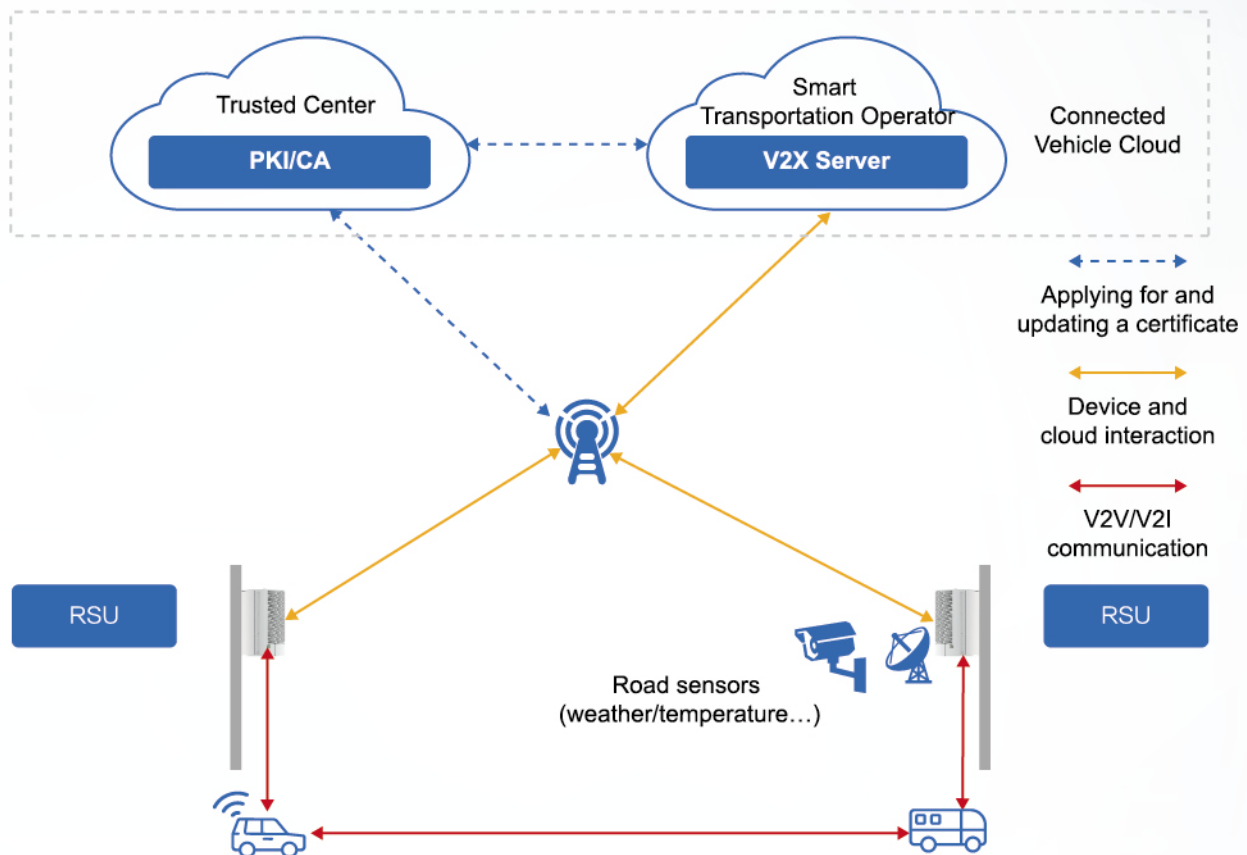 Trusted Center
PKI/CA
Smart
Transportation Operator
V2X Server
Connected
Vehicle Cloud
Applying for and
updating a certificate
Device and
cloud interaction
V2V/V2I
communication
RSU
RSU
Road sensors
(weather/temperature…)